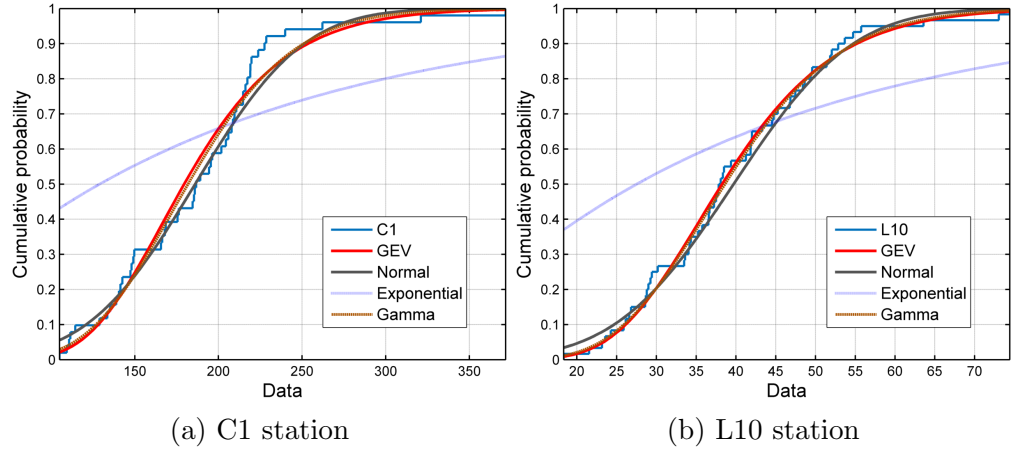 1
0.9
0.8
0.7
0.6
0.5
0.4
0.3
0.2
0.1
0
Cumulative probability
150 200 250 300 350
Data
C1
GEV
Normal
Exponential
Gamma
(a) C1 station
1
0.9
0.8
0.7
0.6
0.5
0.4
0.3
0.2
0.1
0
Cumulative probability
20 25 30 35 40 45 50 55 60 65 70
Data
L10
GEV
Normal
Exponential
Gamma
(b) L10 station